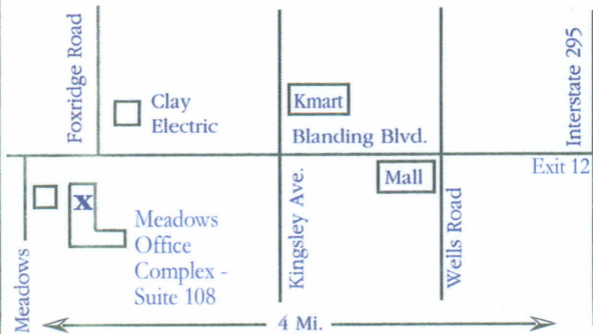 Foxridge Road
Clay
Electric
Kmart
Blanding Blvd.
Interstate 295
Exit 12
Mall
X
Meadows
Office
Complex -
Suite 108
Kingsley Ave.
Wells Road
Meadows
4 Mi.